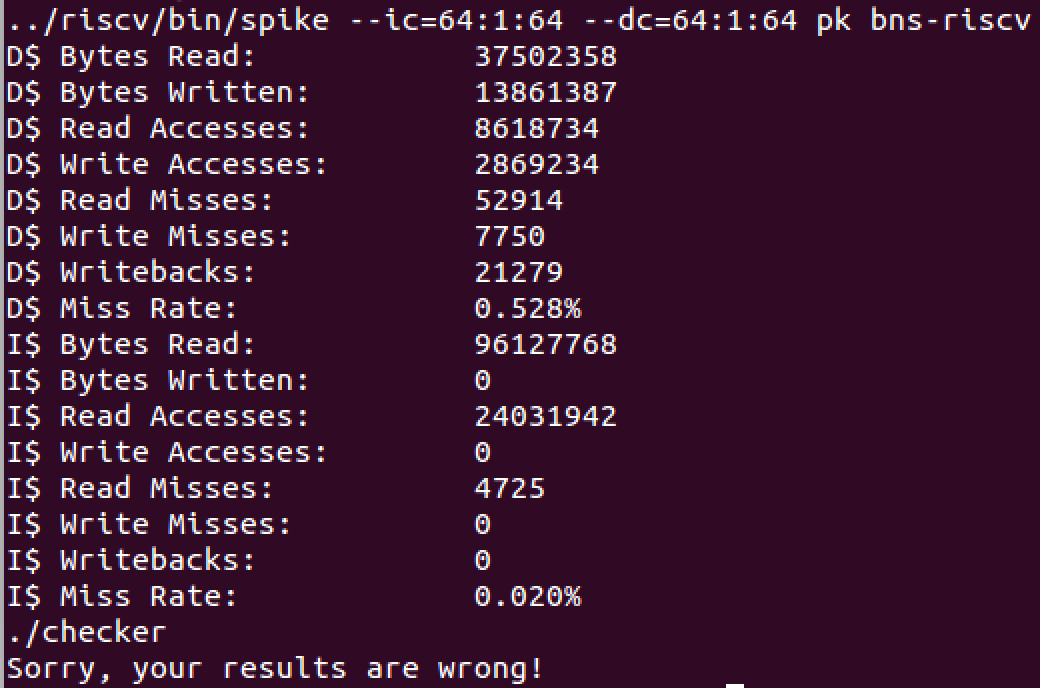 ../riscv/bin/spike --ic=64:1:64 --dc=64:1:64 pk bns-riscv
D$ Bytes Read: 37502358
D$ Bytes Written: 13861387
D$ Read Accesses: 8618734
D$ Write Accesses: 2869234
D$ Read Misses: 52914
D$ Write Misses: 7750
D$ Writebacks: 21279
D$ Miss Rate: 0.528%
I$ Bytes Read: 96127768
I$ Bytes Written: 0
I$ Read Accesses: 24031942
I$ Write Accesses: 0
I$ Read Misses: 4725
I$ Write Misses: 0
I$ Writebacks: 0
I$ Miss Rate: 0.020%
./checker
Sorry, your results are wrong!